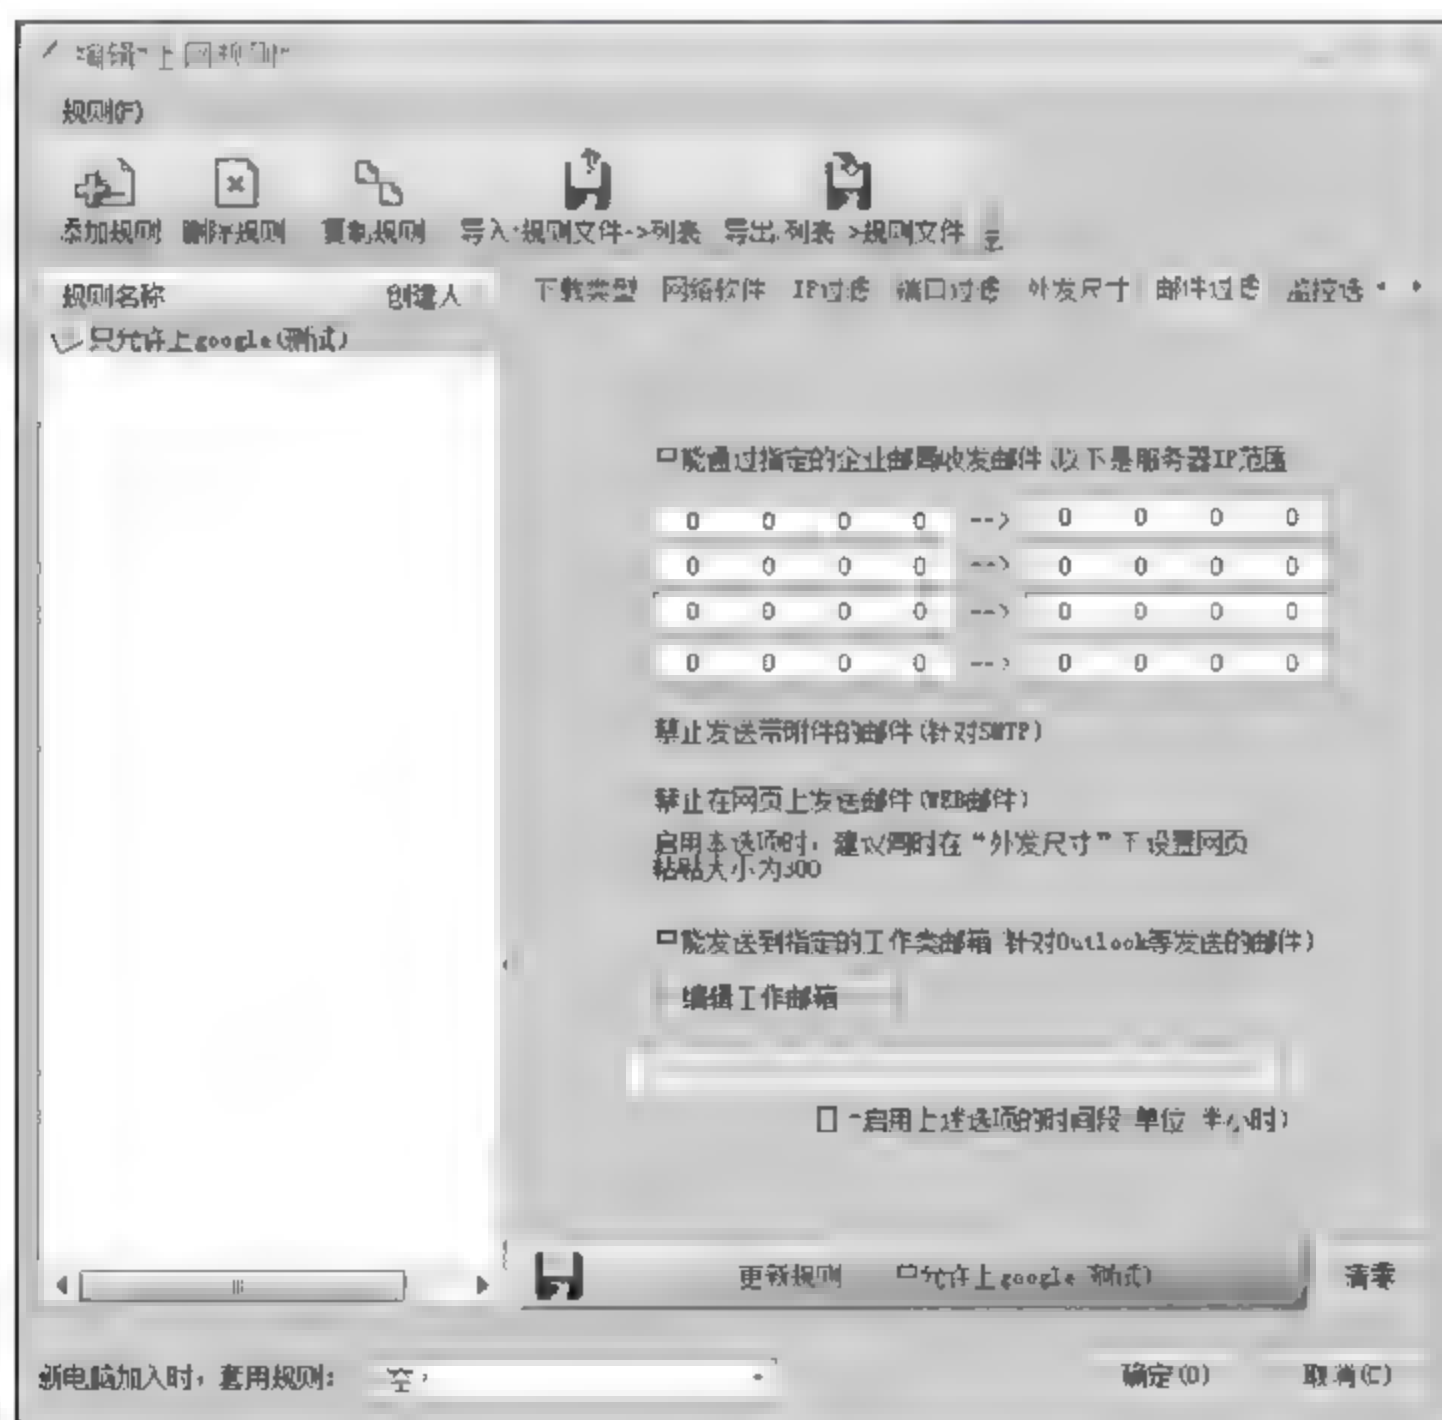 编辑 上网规则
规则(F)
添加规则 删除规则 复制规则 导入:规则文件->列表 导出:列表->规则文件
规则名称 创建人
只允许上google(测试)
下载类型 网络软件 IP过虑 端口过虑 外发尺寸 邮件过虑 监控选
只能通过指定的企业邮局收发邮件(以下是服务器IP范围
0 0 0 0 --> 0 0 0 0
0 0 0 0 --> 0 0 0 0
0 0 0 0 --> 0 0 0 0
0 0 0 0 --> 0 0 0 0
禁止发送带附件的邮件(针对SMTP)
禁止在网页上发送邮件(WEB邮件)
启用本选项时，建议同时在“外发尺寸”下设置网页
粘贴大小为300
只能发送到指定的工作类邮箱(针对Outlook等发送的邮件)
编辑工作邮箱
启用上述选项的时间段(单位:半小时)
更新规则 只允许上google(测试) 清零
新电脑加入时，套用规则: 空 确定(O) 取消(C)